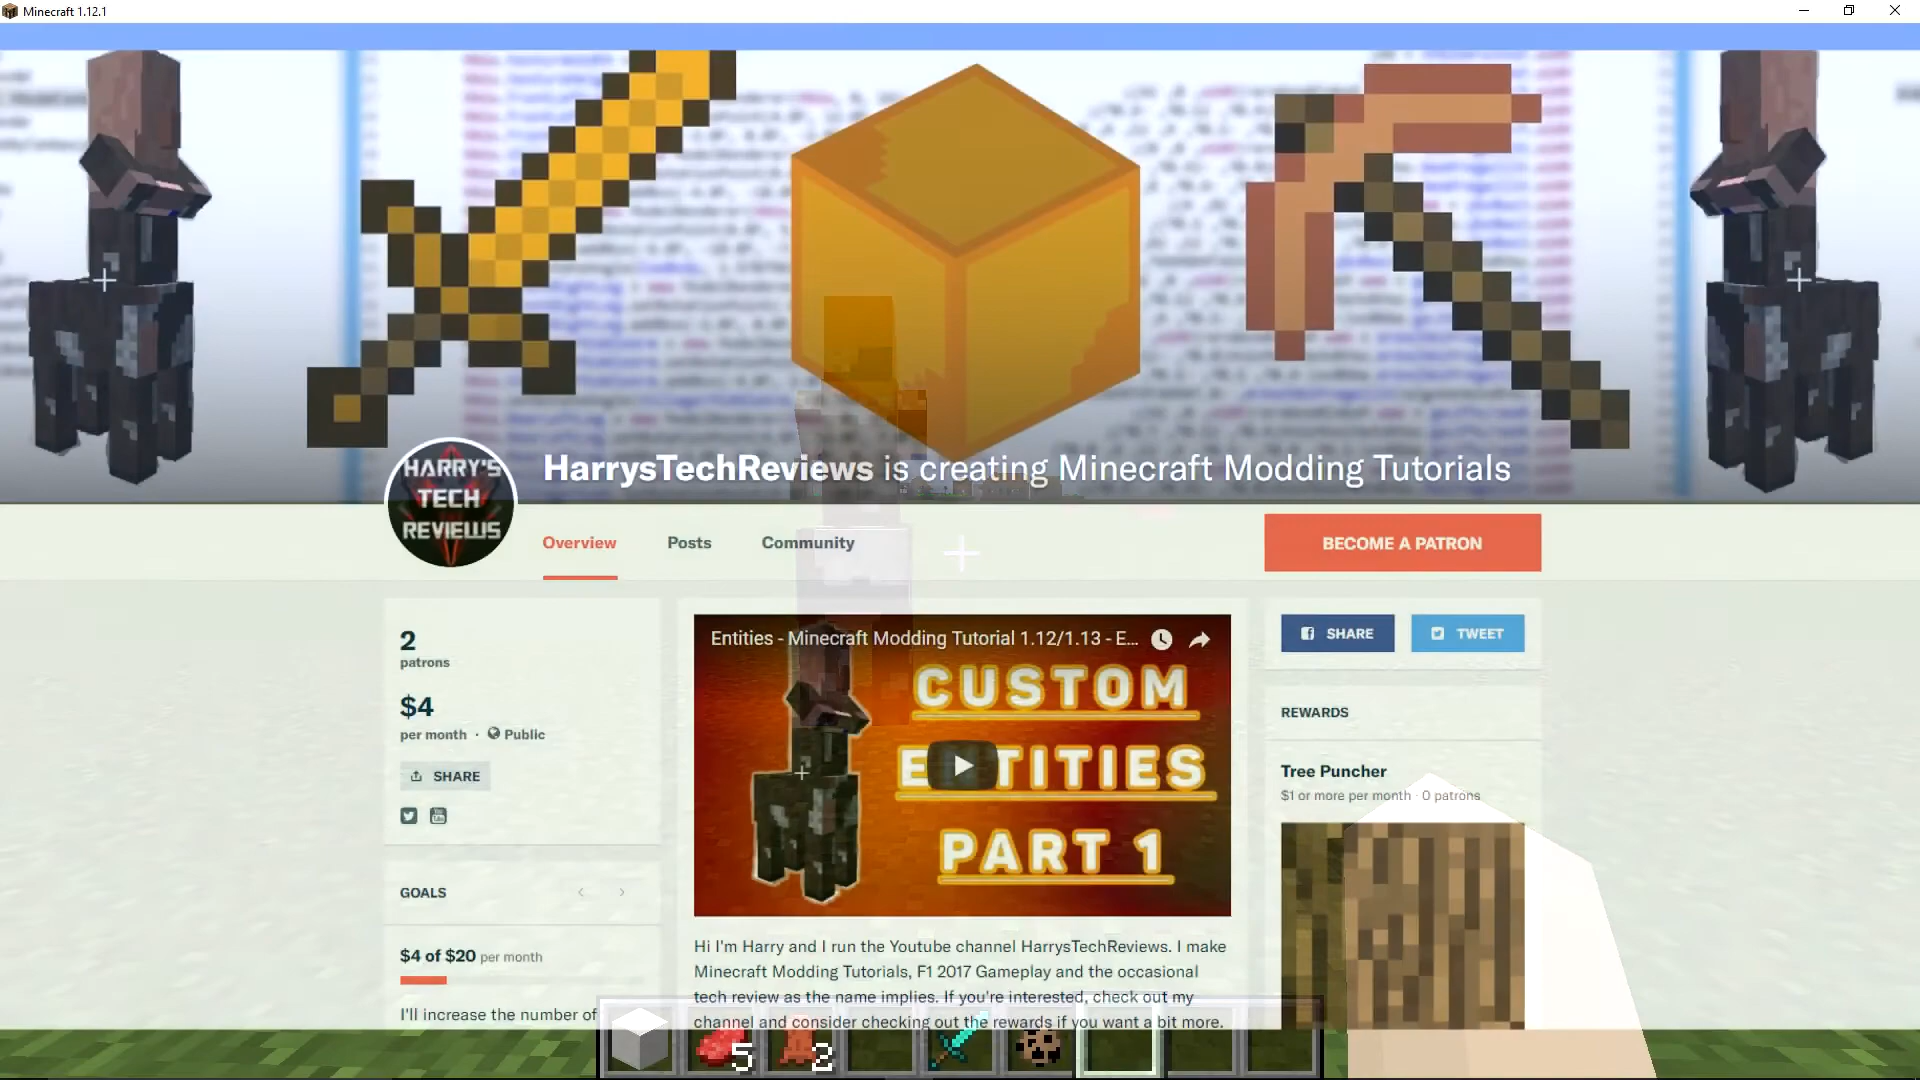 Minecraft 1.12.1
HARRY'S
TECH
REVIEWS
HarrysTechReviews is creating Minecraft Modding Tutorials
Overview
Posts
Community
BECOME A PATRON
2
patrons
$4
per month · Public
SHARE
GOALS
$4 of $20 per month
I'll increase the number of
Entities - Minecraft Modding Tutorial 1.12/1.13 - E...
CUSTOM
ENTITIES
PART 1
Hi I'm Harry and I run the Youtube channel HarrysTechReviews. I make
Minecraft Modding Tutorials, F1 2017 Gameplay and the occasional
tech review as the name implies. If you're interested, check out my
channel and consider checking out the rewards if you want a bit more.
SHARE
TWEET
REWARDS
Tree Puncher
$1 or more per month · 0 patrons
5
2